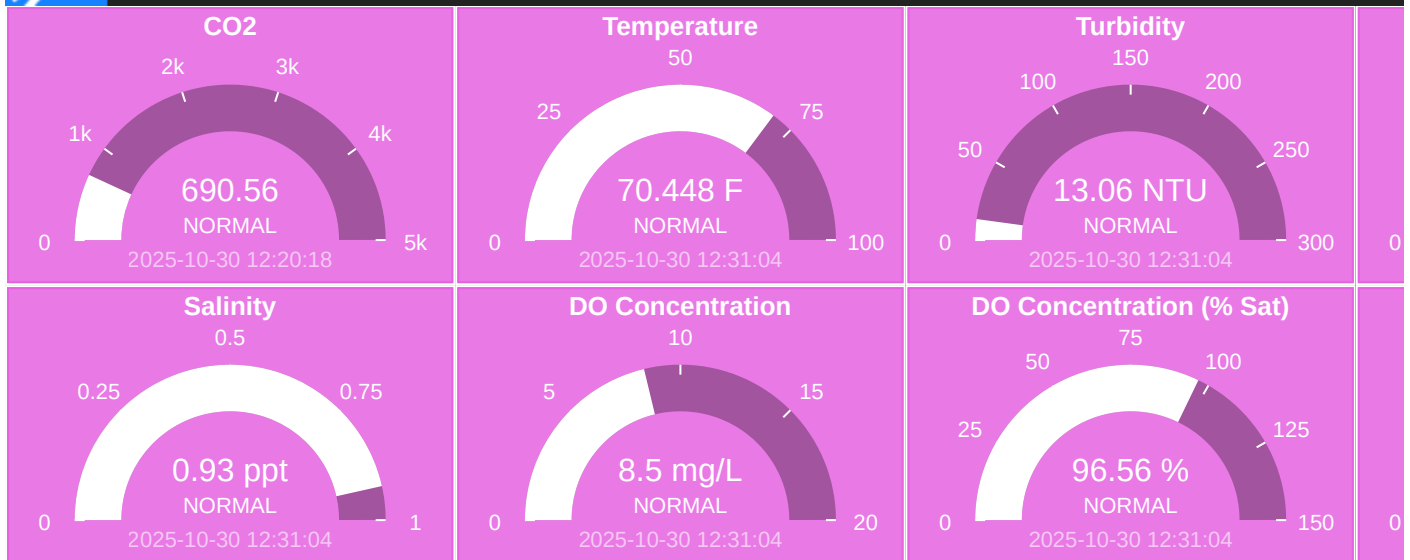 CO2
2k 3k
1k 4k
690.56
NORMAL
0 5k
2025-10-30 12:20:18
Temperature
50
25 75
70.448 F
NORMAL
0 100
2025-10-30 12:31:04
Turbidity
150
100 200
50 250
13.06 NTU
NORMAL
0 300
2025-10-30 12:31:04
0
Salinity
0.5
0.25 0.75
0.93 ppt
NORMAL
0 1
2025-10-30 12:31:04
DO Concentration
10
5 15
8.5 mg/L
NORMAL
0 20
2025-10-30 12:31:04
DO Concentration (% Sat)
75
50 100
25 125
96.56 %
NORMAL
0 150
2025-10-30 12:31:04
0